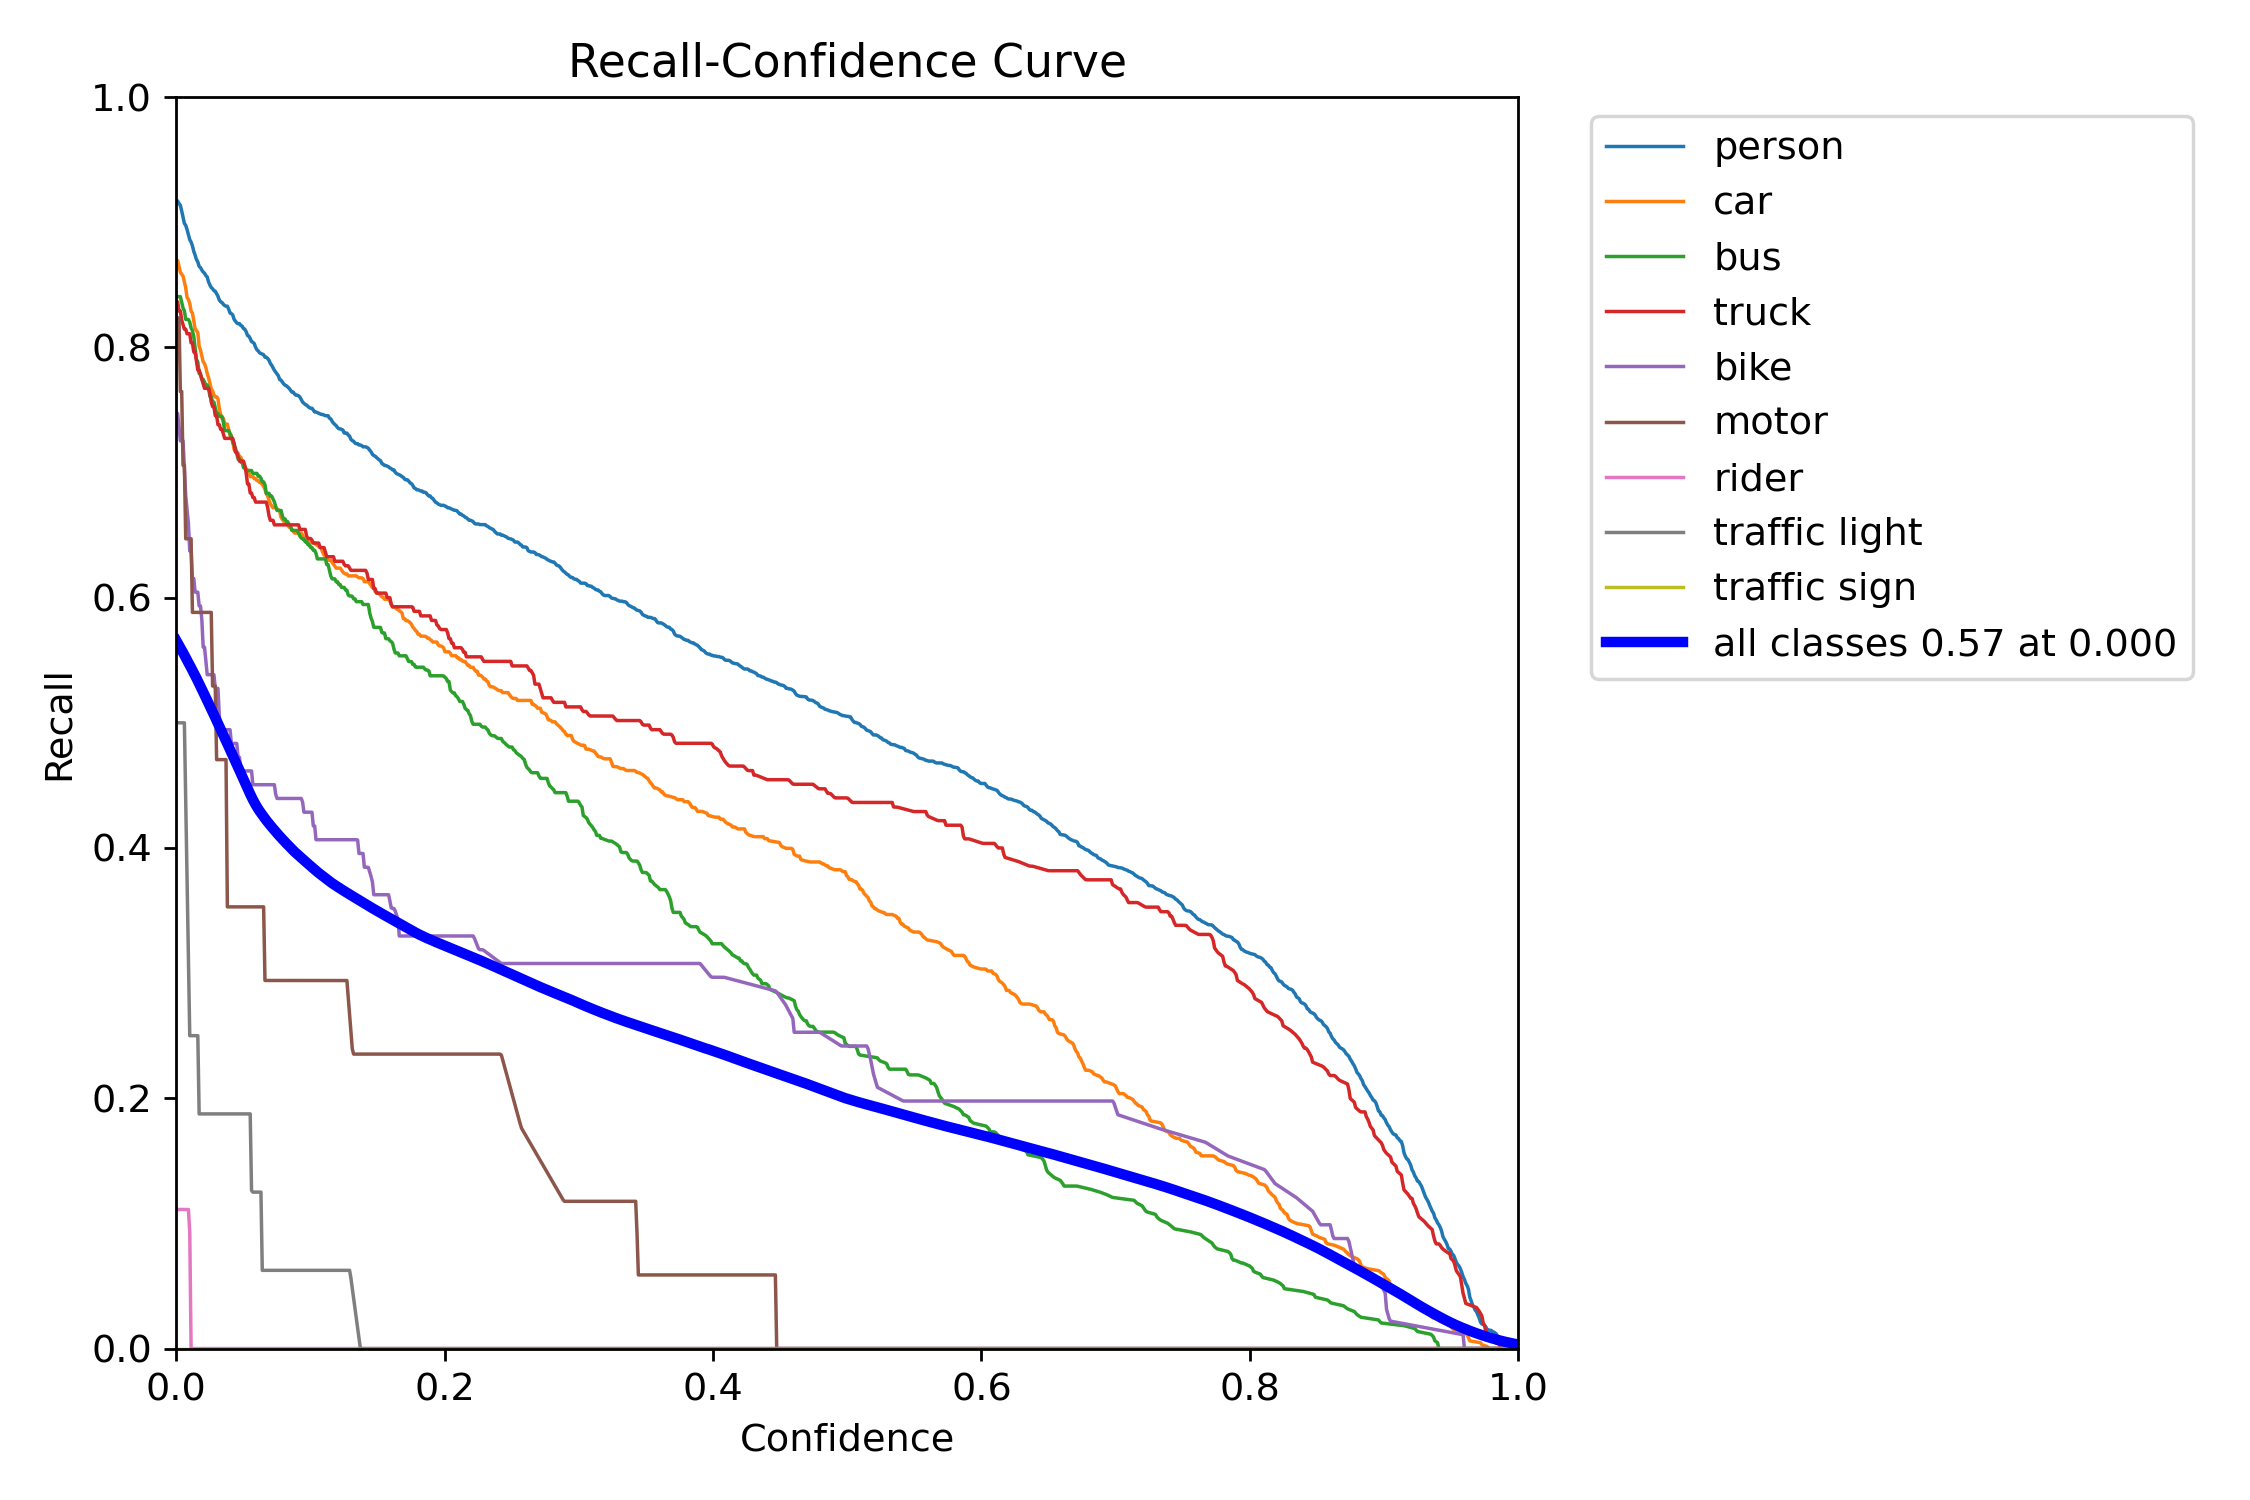 Recall-Confidence Curve
1.0
0.8
0.6
0.4
0.2
0.0
Recall
0.0 0.2 0.4 0.6 0.8 1.0
Confidence
person
car
bus
truck
bike
motor
rider
traffic light
traffic sign
all classes 0.57 at 0.000